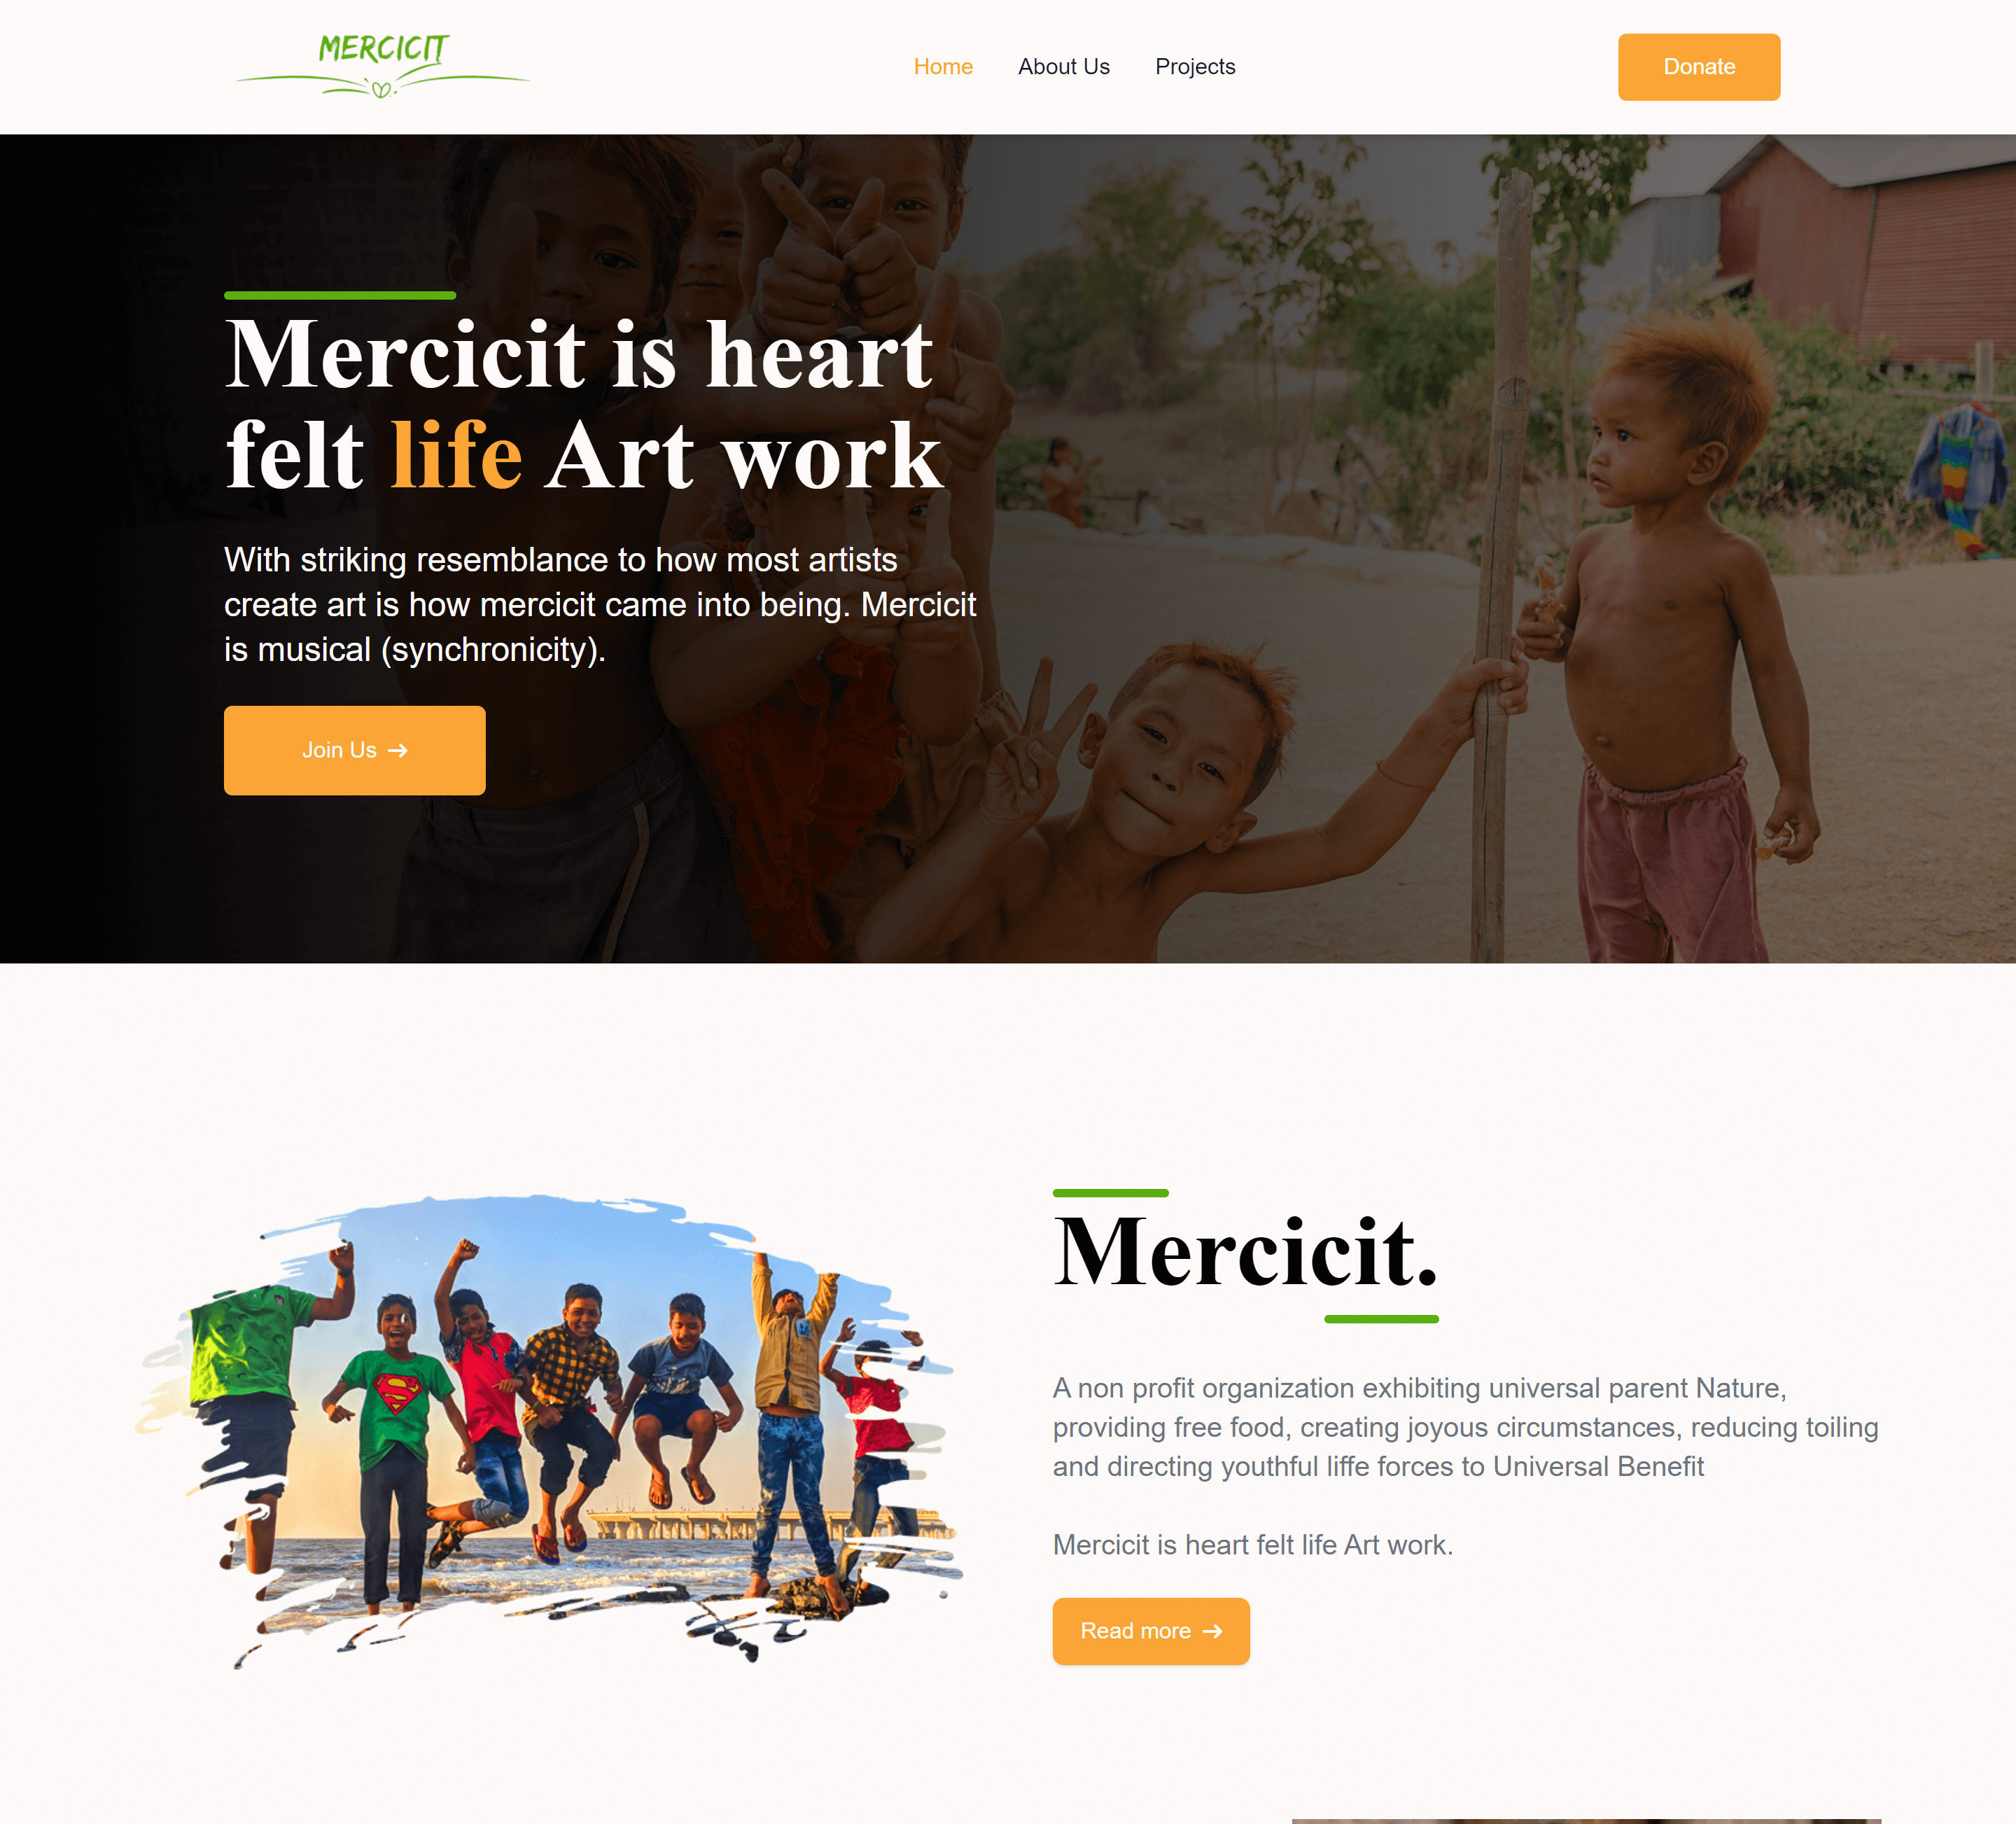 MERCICIT
Home
About Us
Projects
Donate
Mercicit is heart
felt life Art work
With striking resemblance to how most artists
create art is how mercicit came into being. Mercicit
is musical (synchronicity).
Join Us →
Mercicit.
A non profit organization exhibiting universal parent Nature,
providing free food, creating joyous circumstances, reducing toiling
and directing youthful liffe forces to Universal Benefit
Mercicit is heart felt life Art work.
Read more →